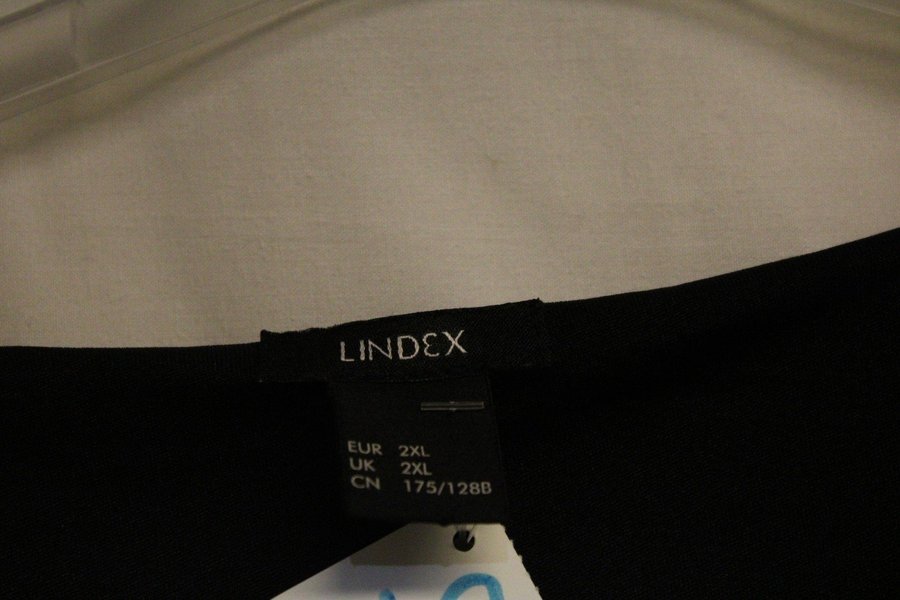 LINDEX
EUR 2XL
UK 2XL
CN 175/128B